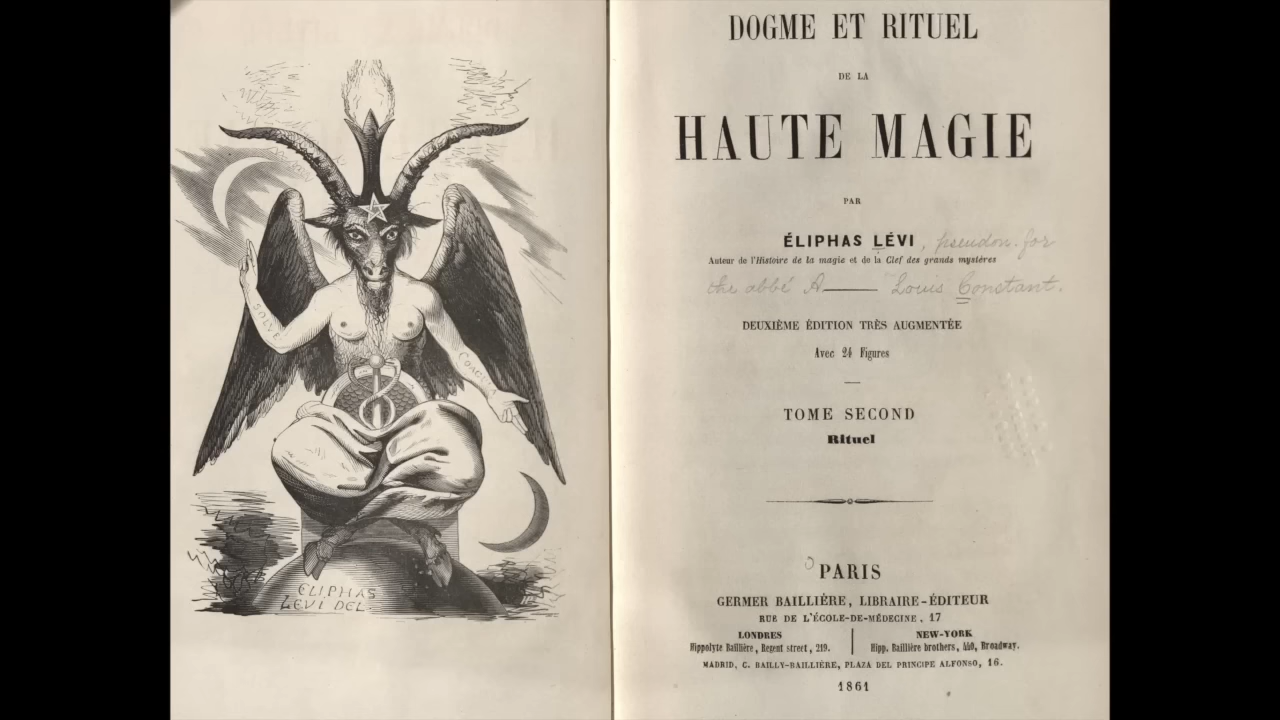 SOLVE
COAGULA
ELIPHAS
LEVI DEL.
DOGME ET RITUEL
DE LA
HAUTE MAGIE
PAR
ÉLIPHAS LÉVI, pseudon. for
Auteur de l'Histoire de la magie et de la Clef des grands mystères
the abbé A—— Louis Constant.
DEUXIÈME ÉDITION TRÈS AUGMENTÉE
Avec 24 Figures
TOME SECOND
Rituel
PARIS
GERMER BAILLIÈRE, LIBRAIRE-ÉDITEUR
RUE DE L'ÉCOLE-DE-MÉDECINE, 17
LONDRES
Hippolyte Baillière, Regent street, 219.
NEW-YORK
Hipp. Baillière brothers, 440, Broadway.
MADRID, C. BAILLY-BAILLIÈRE, PLAZA DEL PRINCIPE ALFONSO, 16.
1861